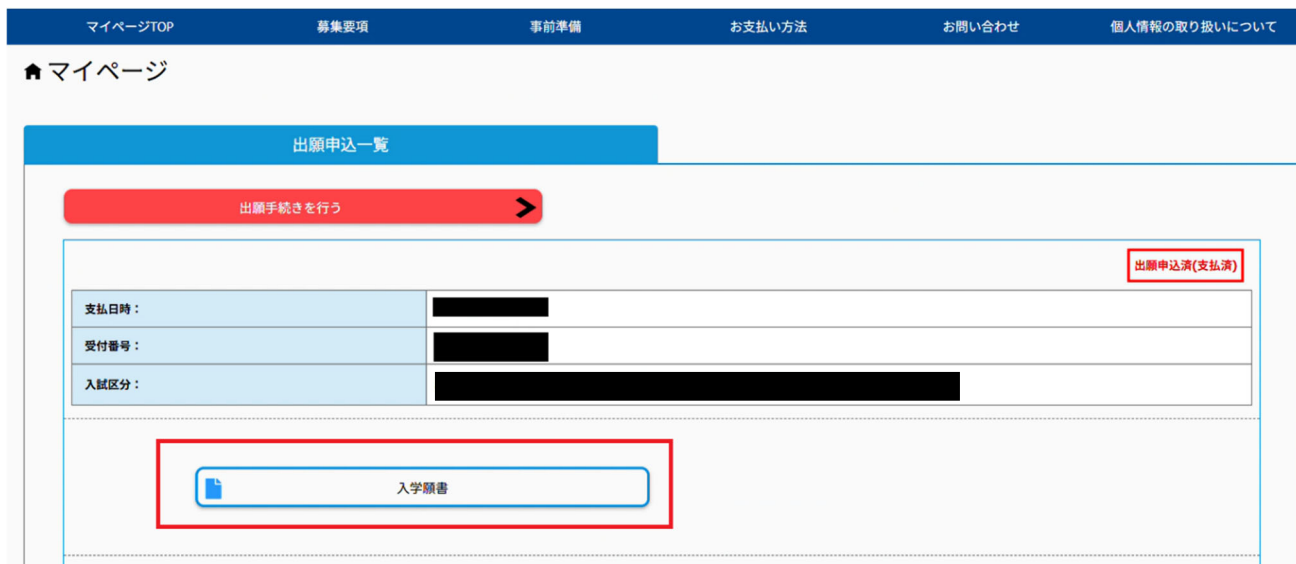 マイページTOP 募集要項 事前準備 お支払い方法 お問い合わせ 個人情報の取り扱いについて
マイページ
出願申込一覧
出願手続きを行う
出願申込済(支払済)
支払日時：
受付番号：
入試区分：
入学願書